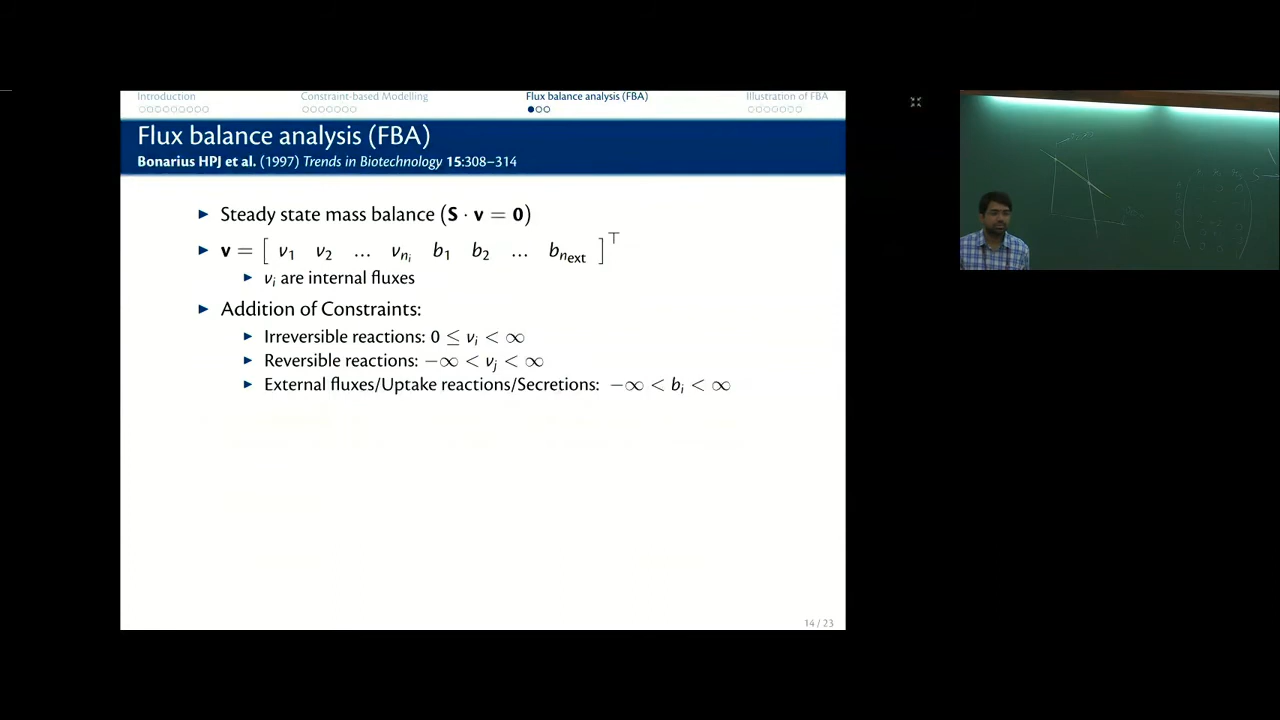 Introduction Constraint-based Modelling Flux balance analysis (FBA) Illustration of FBA
Flux balance analysis (FBA)
Bonarius HPJ et al. (1997) Trends in Biotechnology 15:308–314
▶ Steady state mass balance (S · v = 0)
▶ v = [ v₁ v₂ … vₙᵢ b₁ b₂ … bₙₑₓₜ ]⊤
▶ vᵢ are internal fluxes
▶ Addition of Constraints:
▶ Irreversible reactions: 0 ≤ vᵢ < ∞
▶ Reversible reactions: −∞ < vⱼ < ∞
▶ External fluxes/Uptake reactions/Secretions: −∞ < bᵢ < ∞
14 / 23